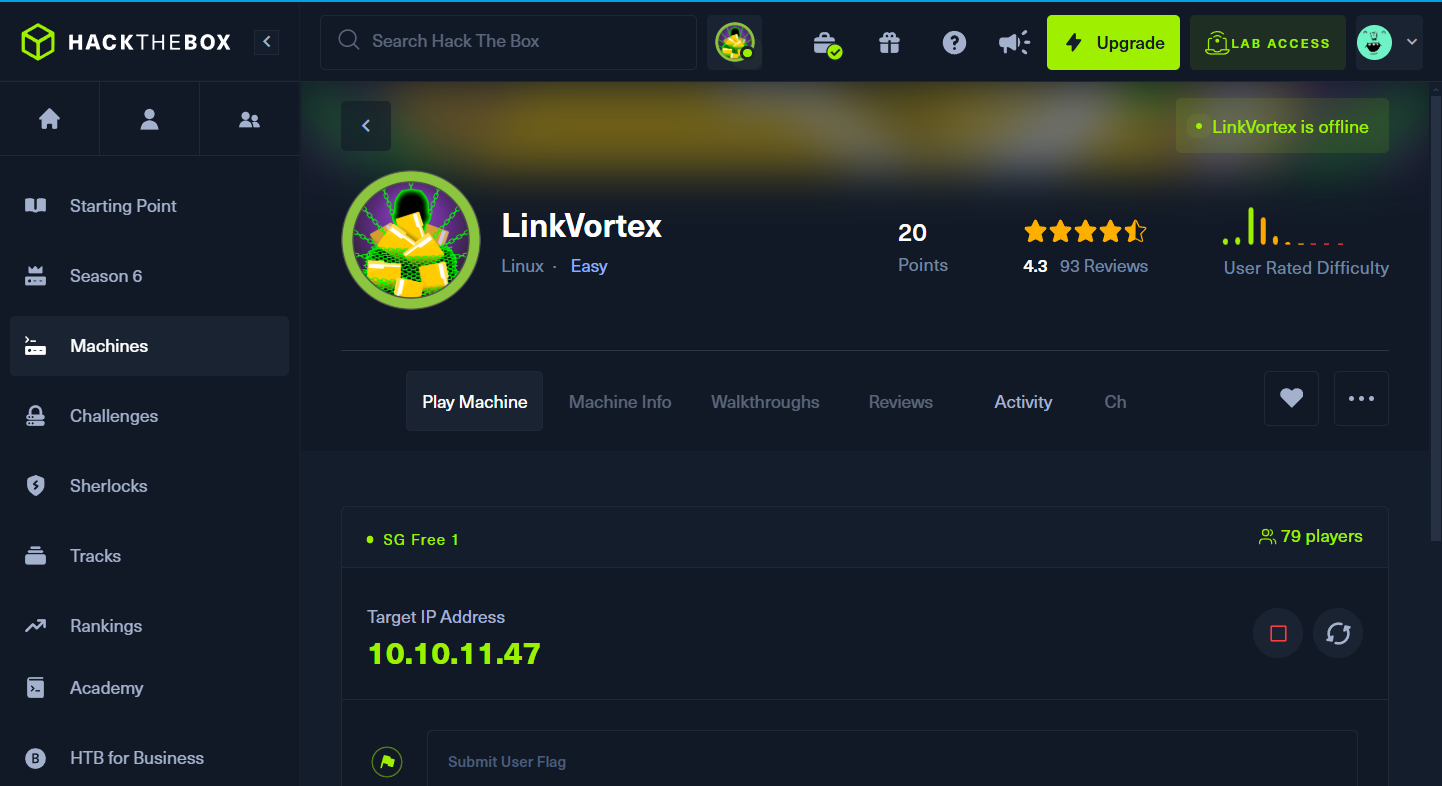 HACKTHEBOX
Search Hack The Box
Upgrade
LAB ACCESS
LinkVortex is offline
Starting Point
Season 6
Machines
Challenges
Sherlocks
Tracks
Rankings
Academy
HTB for Business
LinkVortex
Linux · Easy
20
Points
4.3 93 Reviews
User Rated Difficulty
Play Machine Machine Info Walkthroughs Reviews Activity Ch
SG Free 1
79 players
Target IP Address
10.10.11.47
Submit User Flag